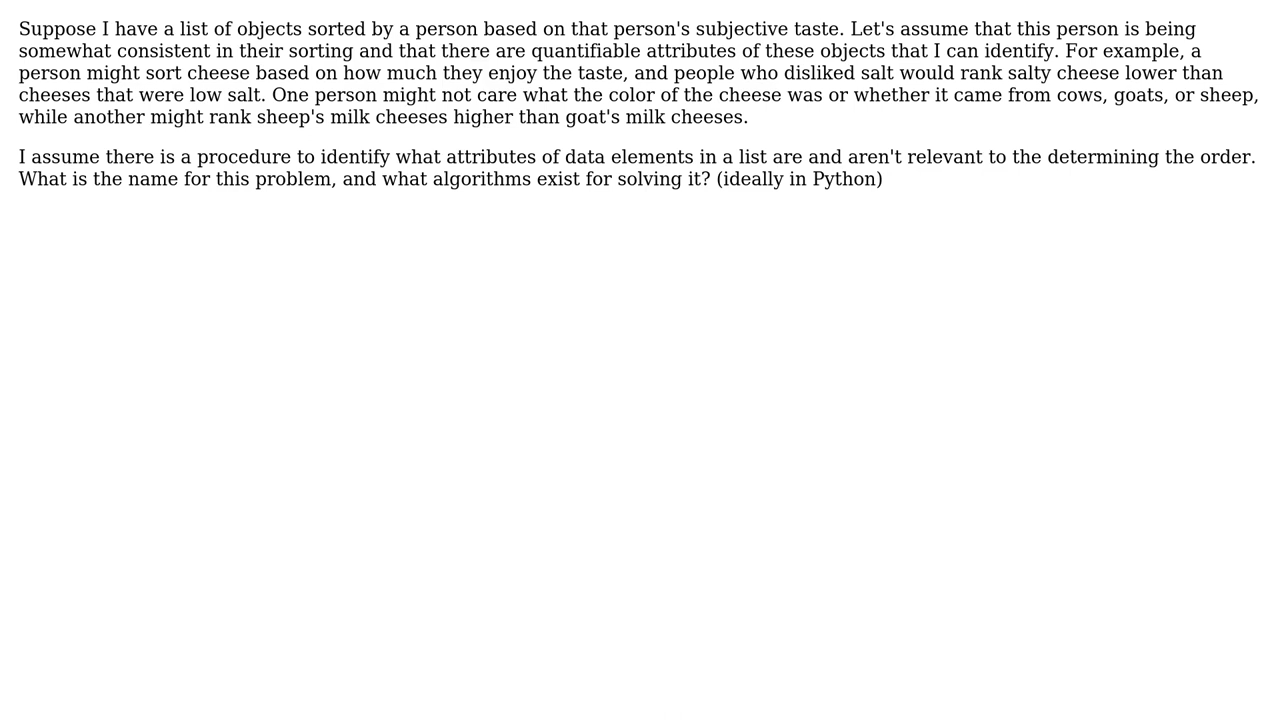 Suppose I have a list of objects sorted by a person based on that person's subjective taste. Let's assume that this person is being
somewhat consistent in their sorting and that there are quantifiable attributes of these objects that I can identify. For example, a
person might sort cheese based on how much they enjoy the taste, and people who disliked salt would rank salty cheese lower than
cheeses that were low salt. One person might not care what the color of the cheese was or whether it came from cows, goats, or sheep,
while another might rank sheep's milk cheeses higher than goat's milk cheeses.
I assume there is a procedure to identify what attributes of data elements in a list are and aren't relevant to the determining the order.
What is the name for this problem, and what algorithms exist for solving it? (ideally in Python)